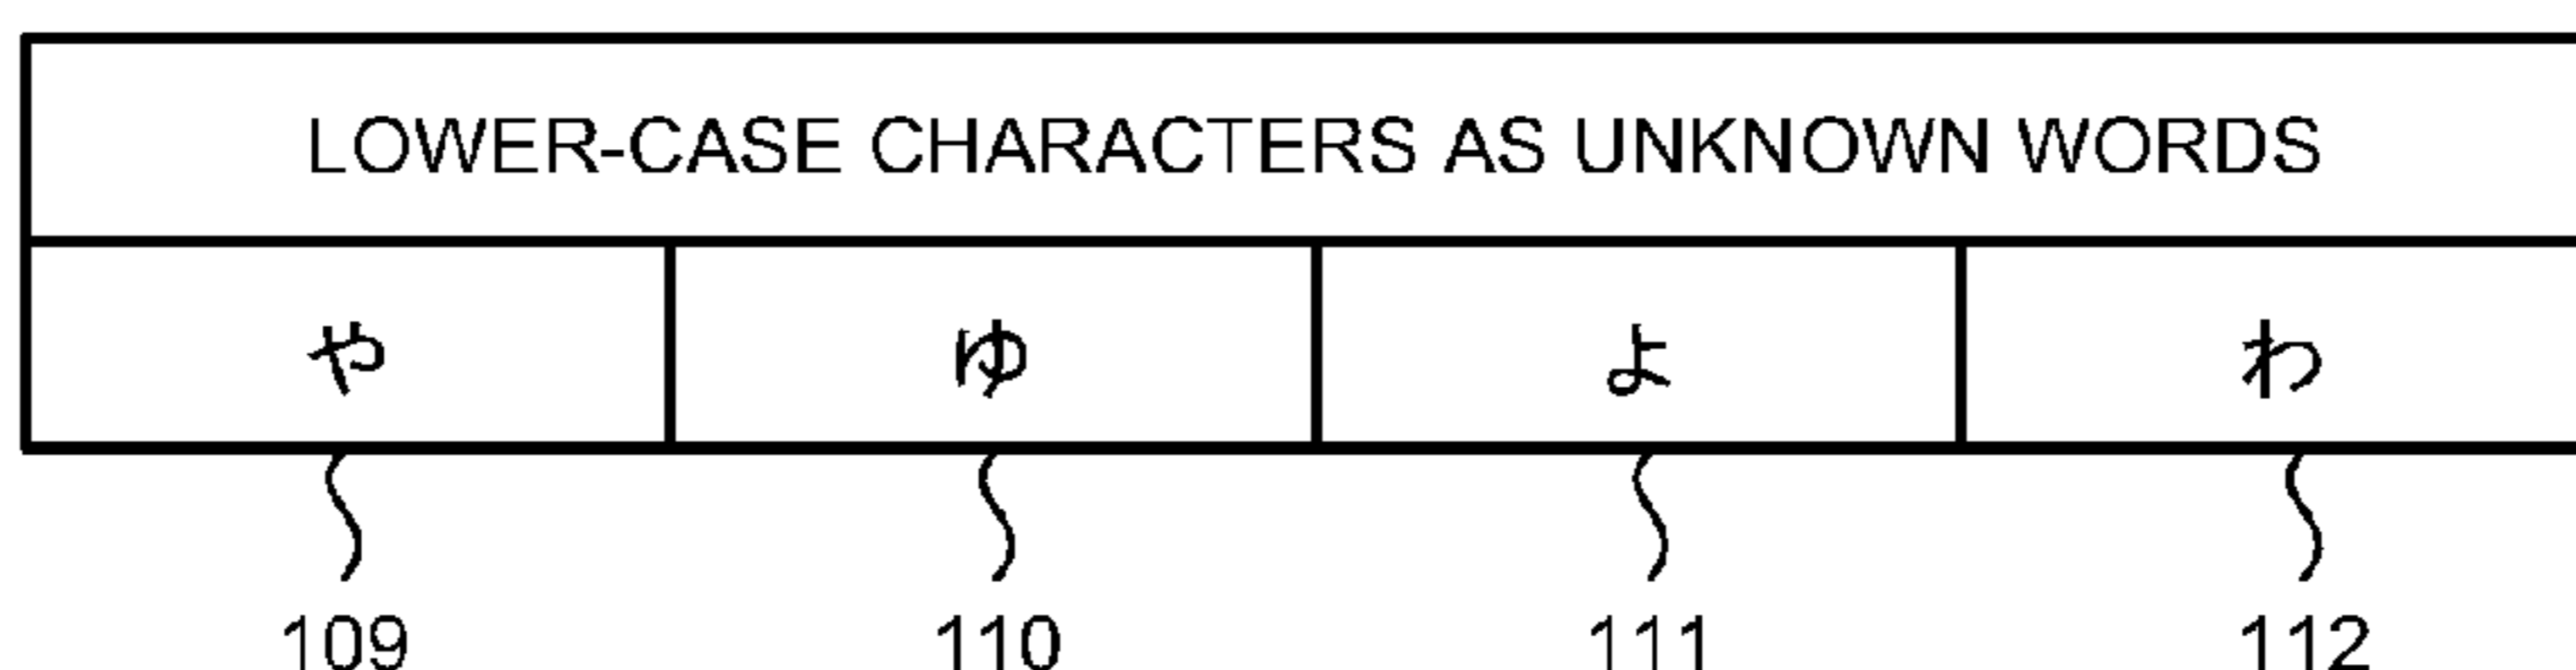 LOWER-CASE CHARACTERS AS UNKNOWN WORDS
ゃ ゅ ょ ゎ
109 110 111 112